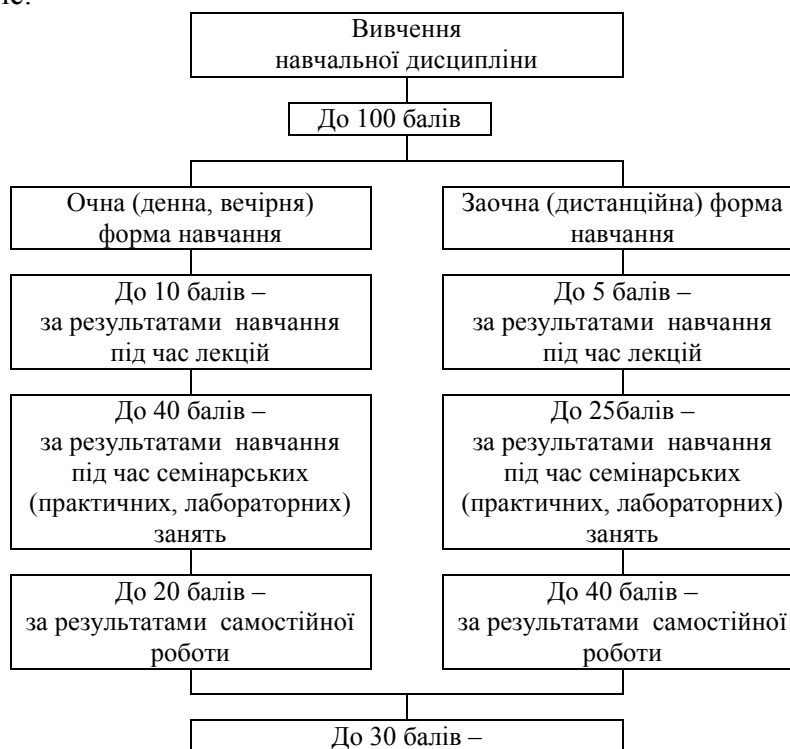 Вивчення
навчальної дисципліни
До 100 балів
Очна (денна, вечірня)
форма навчання
Заочна (дистанційна) форма
навчання
До 10 балів –
за результатами навчання
під час лекцій
До 5 балів –
за результатами навчання
під час лекцій
До 40 балів –
за результатами навчання
під час семінарських
(практичних, лабораторних)
занять
До 25балів –
за результатами навчання
під час семінарських
(практичних, лабораторних)
занять
До 20 балів –
за результатами самостійної
роботи
До 40 балів –
за результатами самостійної
роботи
До 30 балів –